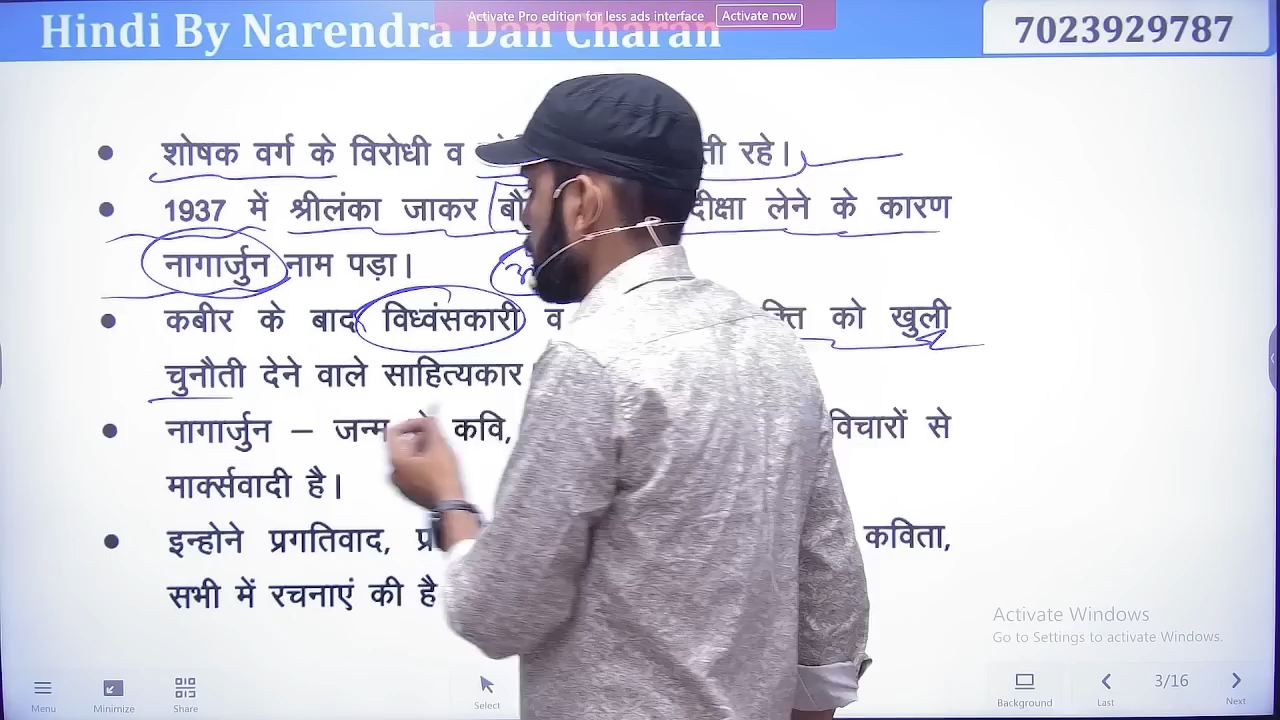 Hindi By Narendra Dan Charan
Activate Pro edition for less ads interface Activate now
7023929787
शोषक वर्ग के विरोधी व रहे।
1937 में श्रीलंका जाकर दीक्षा लेने के कारण
नागार्जुन नाम पड़ा।
कबीर के बाद विध्वंसकारी व को खुली
चुनौती देने वाले साहित्यकार
नागार्जुन – जन्म कवि, विचारों से
मार्क्सवादी है।
इन्होने प्रगतिवाद, कविता,
सभी में रचनाएं की है
Activate Windows
Go to Settings to activate Windows.
Menu Minimize Share Select Background Last 3/16 Next